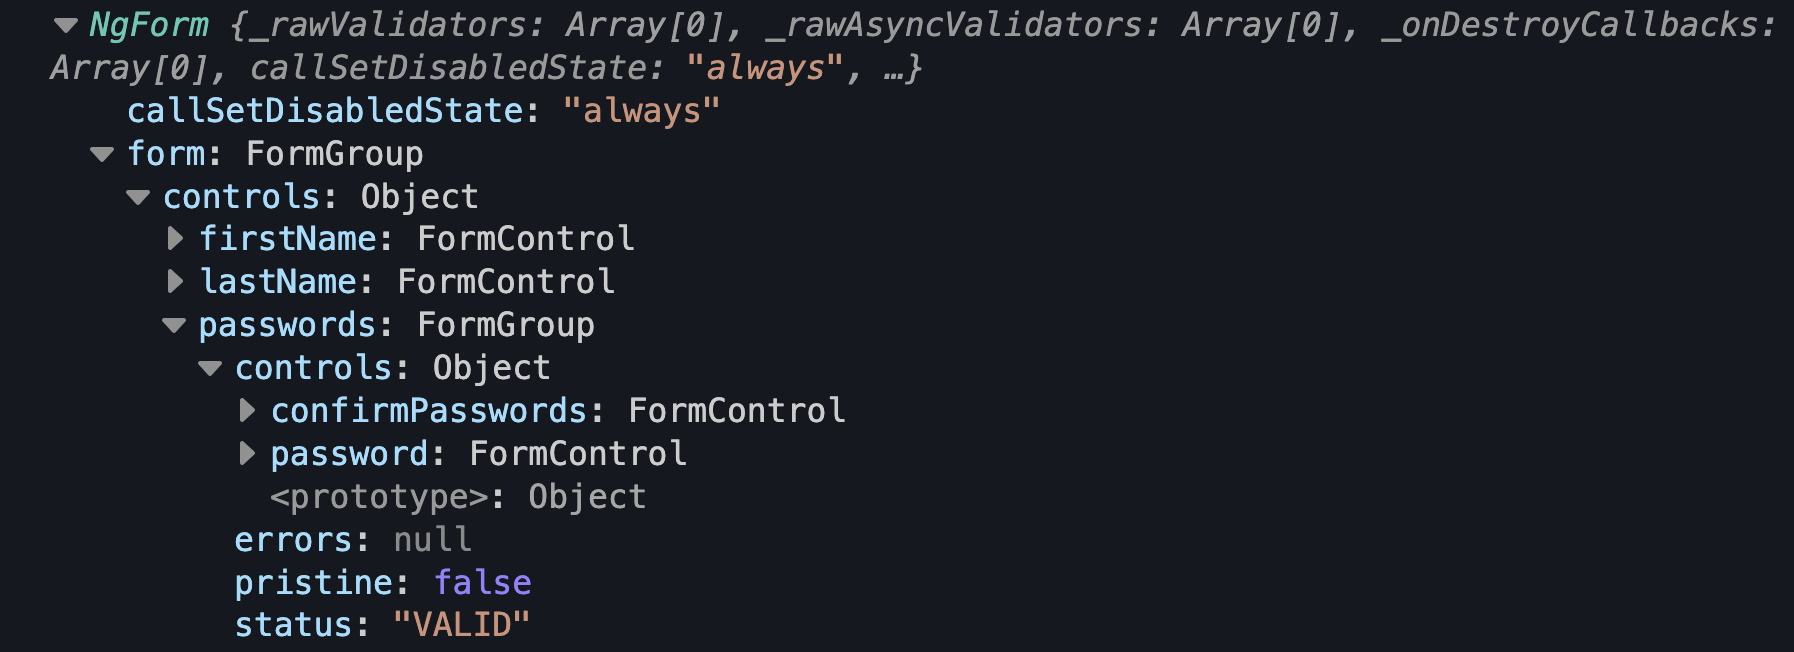 NgForm {_rawValidators: Array[0], _rawAsyncValidators: Array[0], _onDestroyCallbacks:
Array[0], callSetDisabledState: "always", …}
callSetDisabledState: "always"
form: FormGroup
controls: Object
firstName: FormControl
lastName: FormControl
passwords: FormGroup
controls: Object
confirmPasswords: FormControl
password: FormControl
<prototype>: Object
errors: null
pristine: false
status: "VALID"